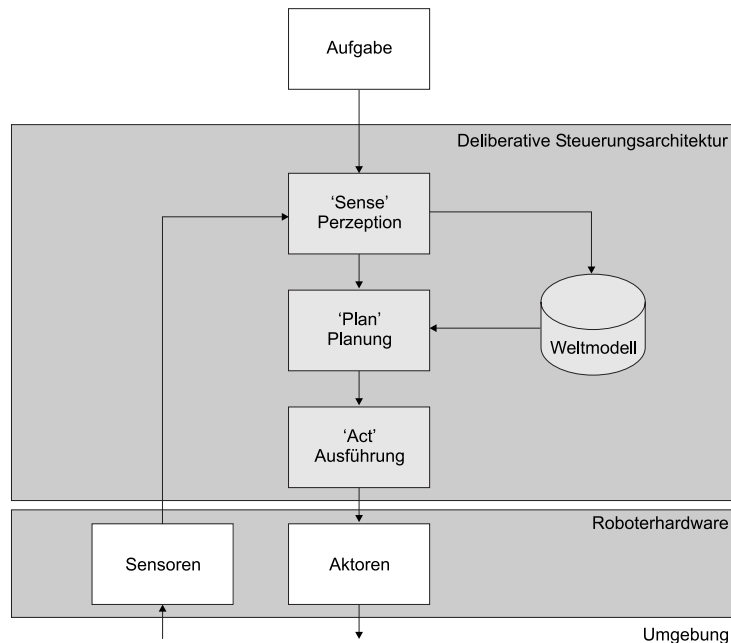 Aufgabe
Deliberative Steuerungsarchitektur
‘Sense’
Perzeption
‘Plan’
Planung
Weltmodell
‘Act’
Ausführung
Roboterhardware
Sensoren
Aktoren
Umgebung